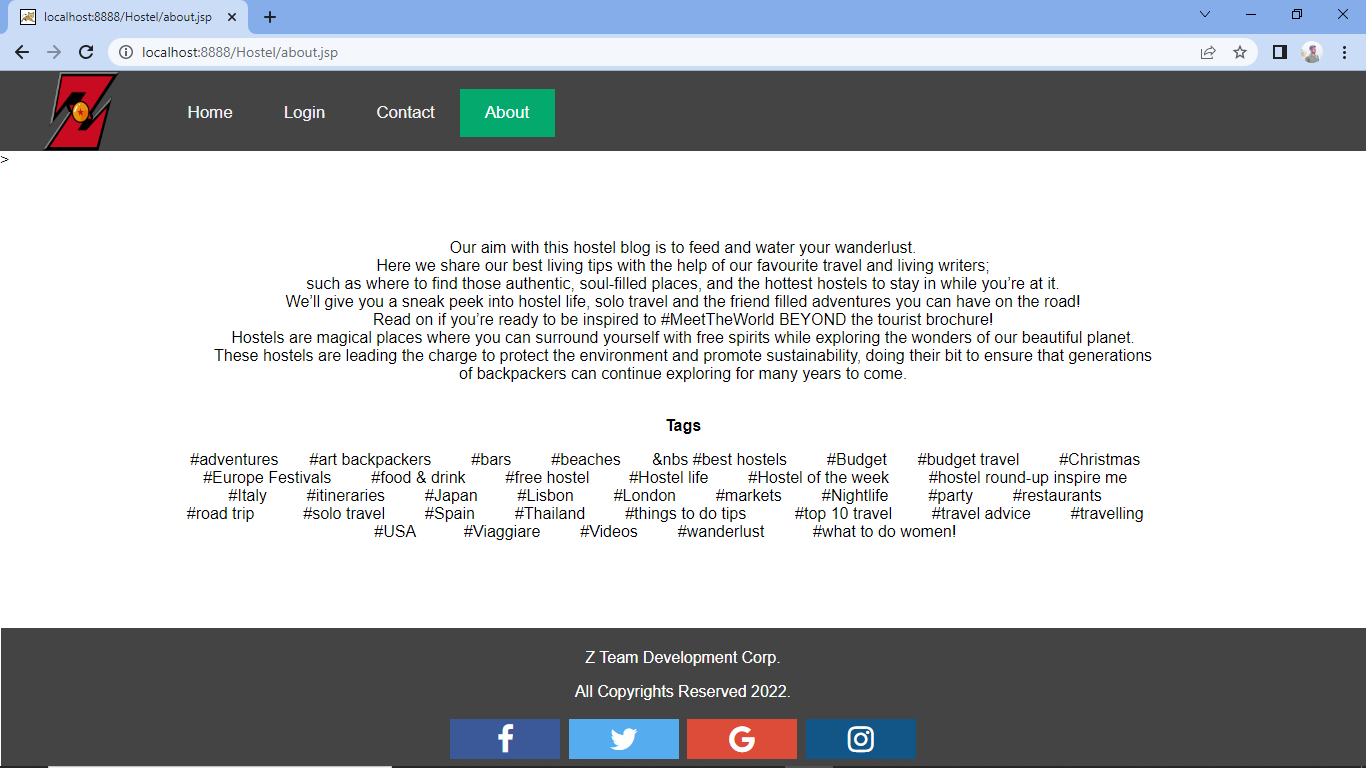 localhost:8888/Hostel/about.jsp
localhost:8888/Hostel/about.jsp
Home Login Contact About
>
Our aim with this hostel blog is to feed and water your wanderlust.
Here we share our best living tips with the help of our favourite travel and living writers;
such as where to find those authentic, soul-filled places, and the hottest hostels to stay in while you’re at it.
We’ll give you a sneak peek into hostel life, solo travel and the friend filled adventures you can have on the road!
Read on if you’re ready to be inspired to #MeetTheWorld BEYOND the tourist brochure!
Hostels are magical places where you can surround yourself with free spirits while exploring the wonders of our beautiful planet.
These hostels are leading the charge to protect the environment and promote sustainability, doing their bit to ensure that generations
of backpackers can continue exploring for many years to come.
Tags
#adventures #art backpackers #bars #beaches &nbs #best hostels #Budget #budget travel #Christmas
#Europe Festivals #food & drink #free hostel #Hostel life #Hostel of the week #hostel round-up inspire me
#Italy #itineraries #Japan #Lisbon #London #markets #Nightlife #party #restaurants
#road trip #solo travel #Spain #Thailand #things to do tips #top 10 travel #travel advice #travelling
#USA #Viaggiare #Videos #wanderlust #what to do women!
Z Team Development Corp.
All Copyrights Reserved 2022.